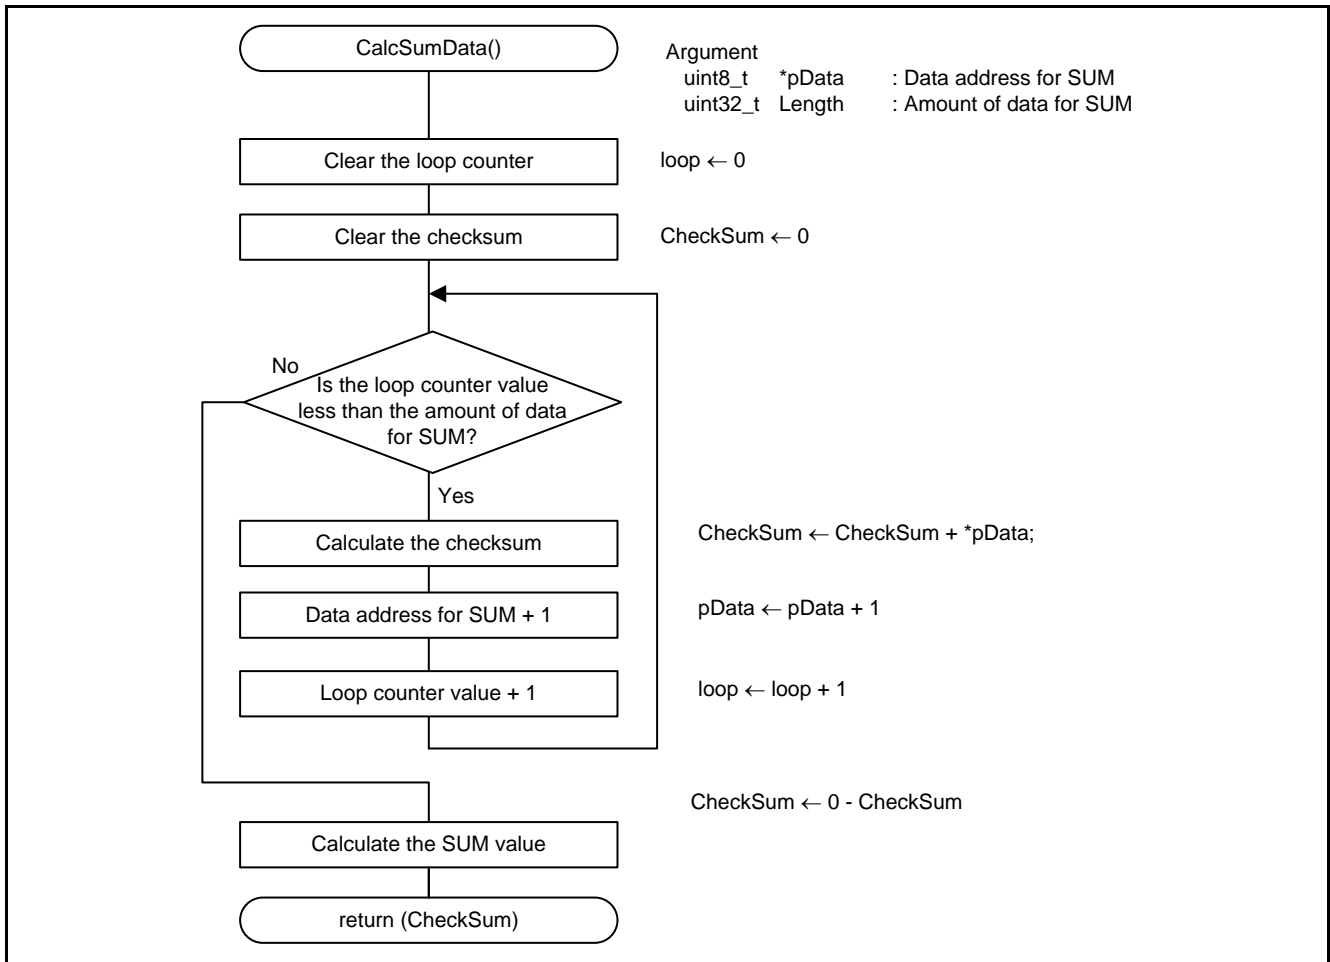 CalcSumData()
Argument
uint8_t *pData : Data address for SUM
uint32_t Length : Amount of data for SUM
Clear the loop counter
loop ← 0
Clear the checksum
CheckSum ← 0
No
Is the loop counter value
less than the amount of data
for SUM?
Yes
Calculate the checksum
CheckSum ← CheckSum + *pData;
Data address for SUM + 1
pData ← pData + 1
Loop counter value + 1
loop ← loop + 1
CheckSum ← 0 - CheckSum
Calculate the SUM value
return (CheckSum)